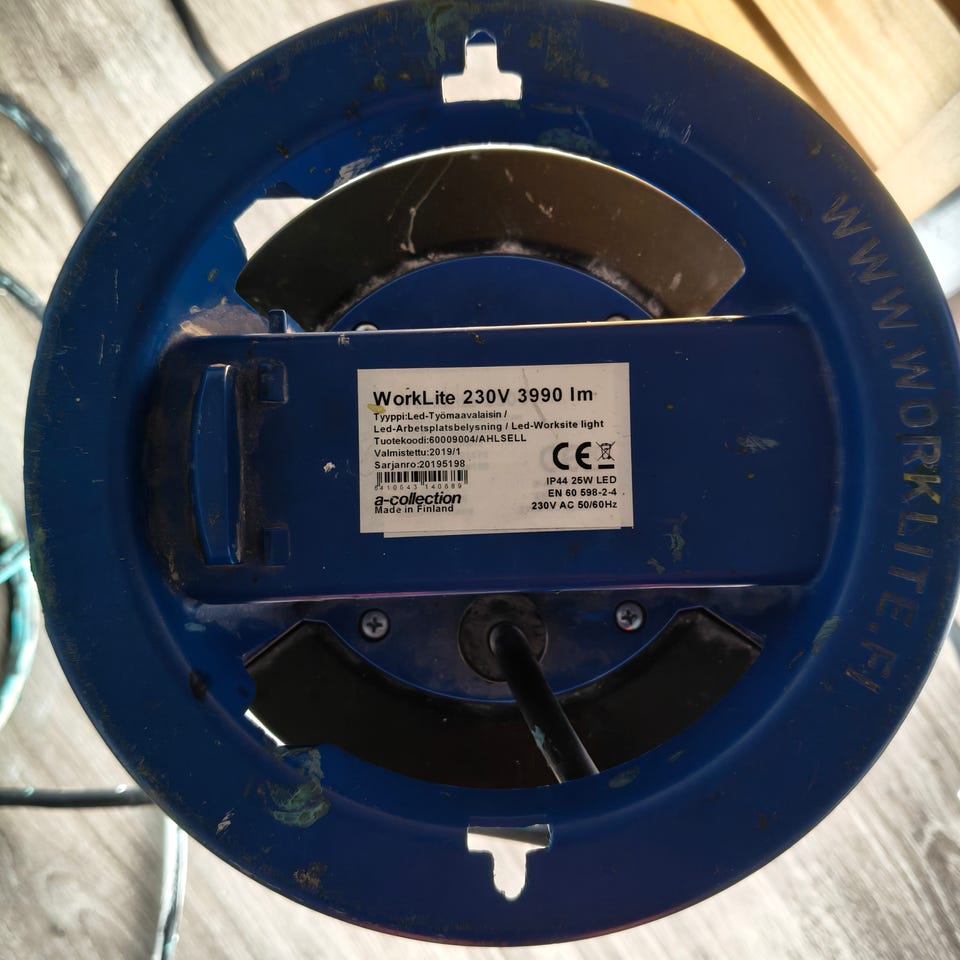 WorkLite 230V 3990 lm
Tyyppi:Led-Työmaavalaisin /
Led-Arbetsplatsbelysning / Led-Worksite light
Tuotekoodi:60009004/AHLSELL
Valmistettu:2019/1
Sarjanro:20195198
6410043 140689
a-collection
Made in Finland
CE
IP44 25W LED
EN 60 598-2-4
230V AC 50/60Hz
WWW.WORKLITE.FI